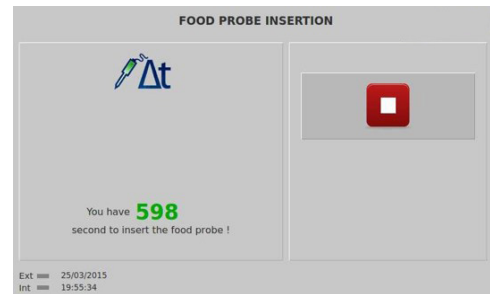 FOOD PROBE INSERTION
Δt
You have 598
second to insert the food probe !
Ext 25/03/2015
Int 19:55:34